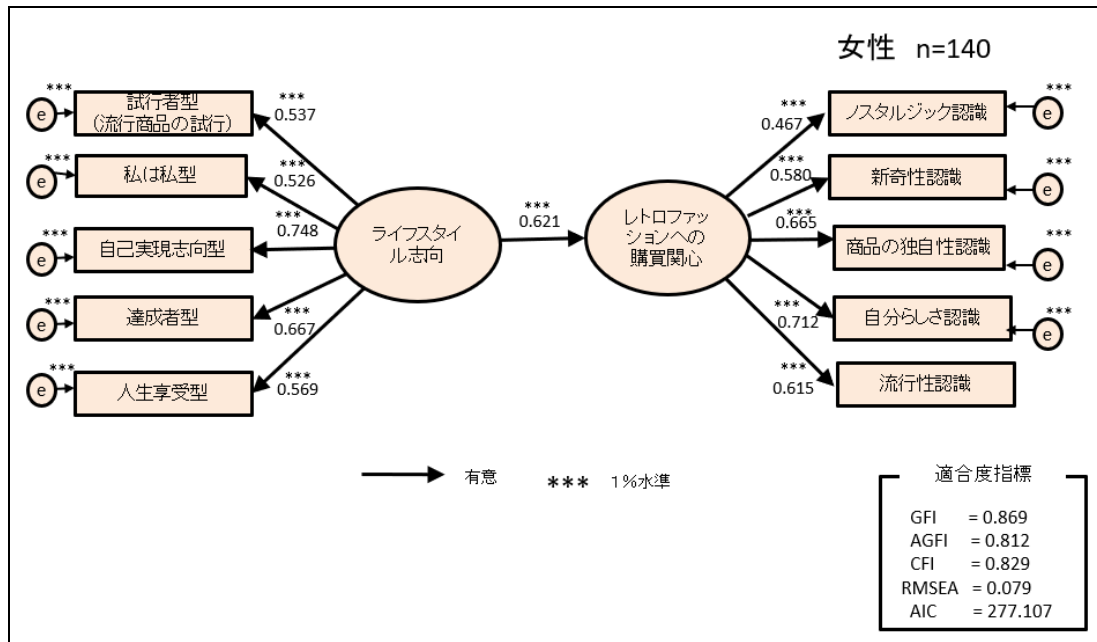 女性 n=140
***
e
試行者型
(流行商品の試行)
***
0.537
***
e
私は私型
***
0.526
***
e
自己実現志向型
***
0.748
***
e
達成者型
***
0.667
***
e
人生享受型
***
0.569
ライフスタイ
ル志向
***
0.621
レトロファッ
ションへの
購買関心
***
0.467
ノスタルジック認識
***
e
***
0.580
新奇性認識
***
e
***
0.665
商品の独自性認識
***
e
***
0.712
自分らしさ認識
***
e
***
0.615
流行性認識
有意
*** 1%水準
適合度指標
GFI = 0.869
AGFI = 0.812
CFI = 0.829
RMSEA = 0.079
AIC = 277.107